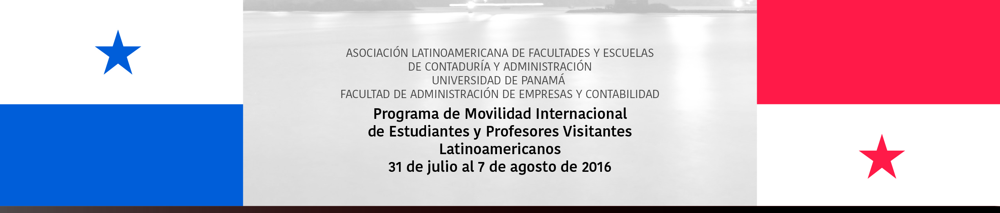 ASOCIACIÓN LATINOAMERICANA DE FACULTADES Y ESCUELAS
DE CONTADURÍA Y ADMINISTRACIÓN
UNIVERSIDAD DE PANAMÁ
FACULTAD DE ADMINISTRACIÓN DE EMPRESAS Y CONTABILIDAD
Programa de Movilidad Internacional
de Estudiantes y Profesores Visitantes
Latinoamericanos
31 de julio al 7 de agosto de 2016